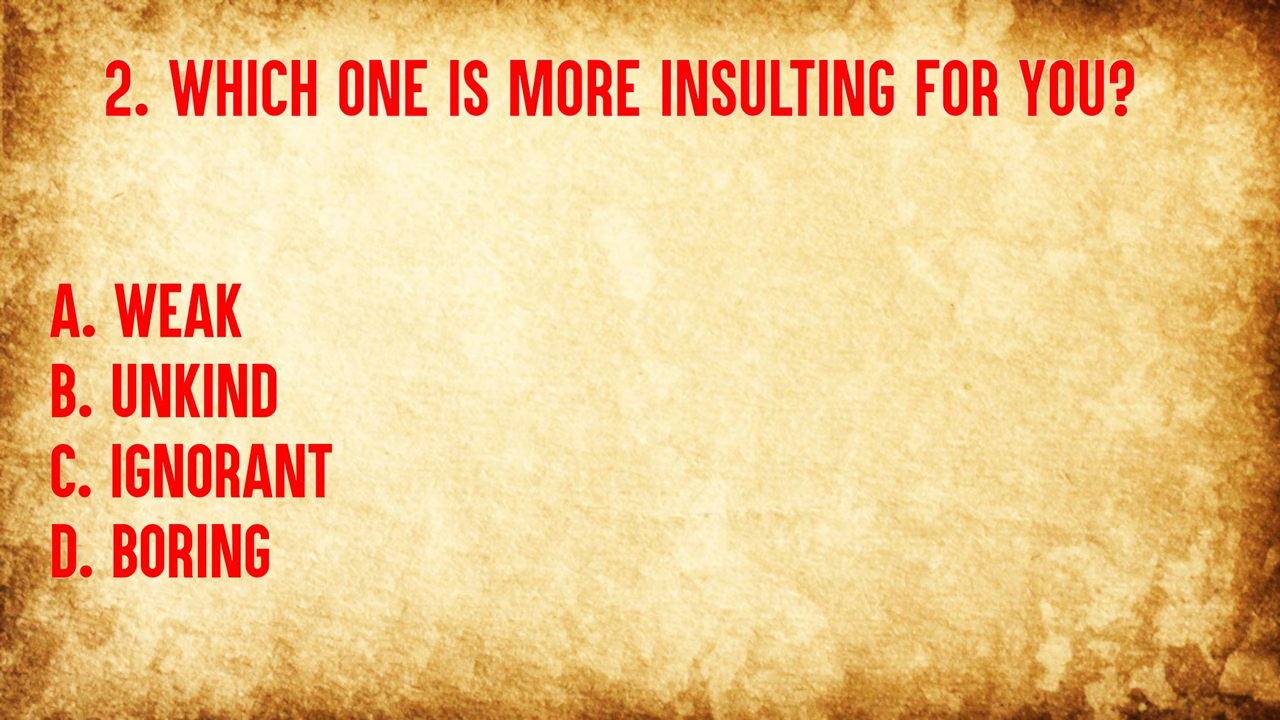 2. WHICH ONE IS MORE INSULTING FOR YOU?
A. WEAK
B. UNKIND
C. IGNORANT
D. BORING